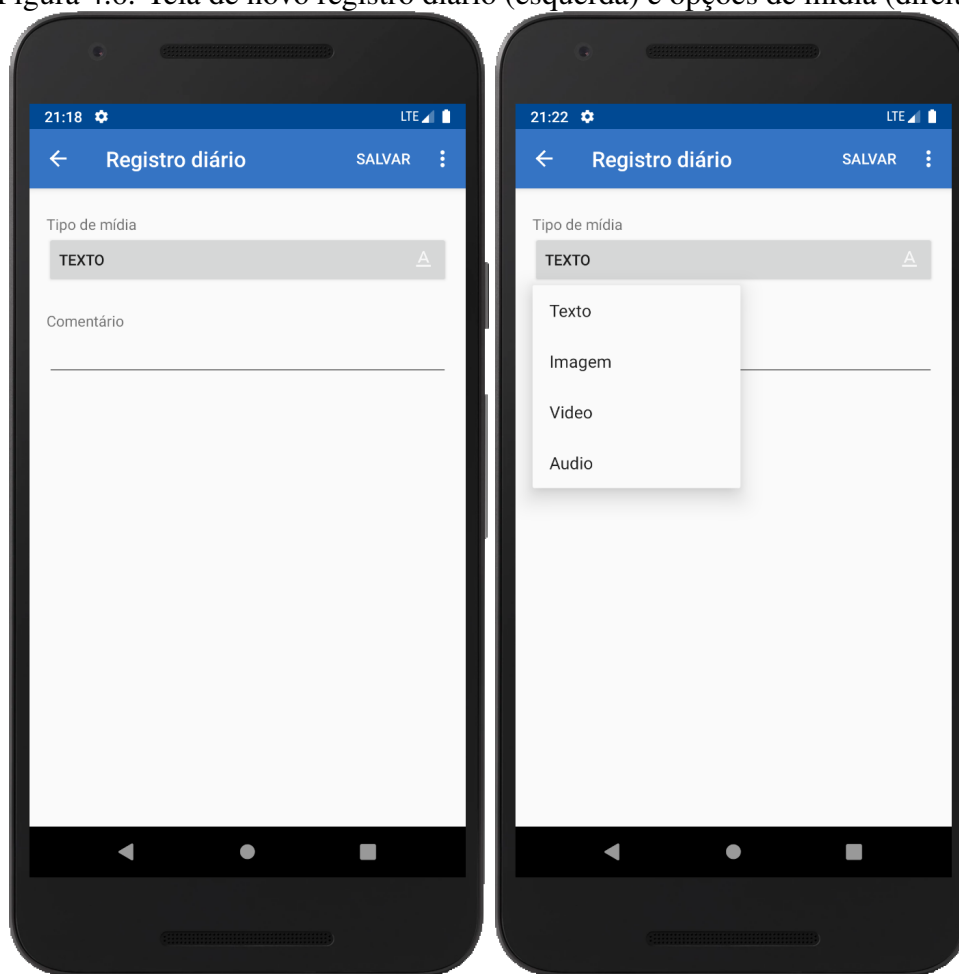 Figura 4.8: Tela de novo registro diário (esquerda) e opções de mídia (direita
21:18 LTE
Registro diário SALVAR
Tipo de mídia
TEXTO A
Comentário
21:22 LTE
Registro diário SALVAR
Tipo de mídia
TEXTO A
Texto
Imagem
Video
Audio